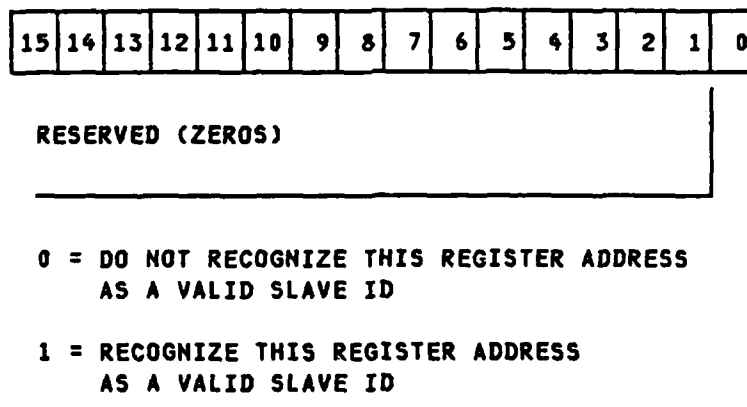 15 14 13 12 11 10 9 8 7 6 5 4 3 2 1 0
RESERVED (ZEROS)
0 = DO NOT RECOGNIZE THIS REGISTER ADDRESS
AS A VALID SLAVE ID
1 = RECOGNIZE THIS REGISTER ADDRESS
AS A VALID SLAVE ID